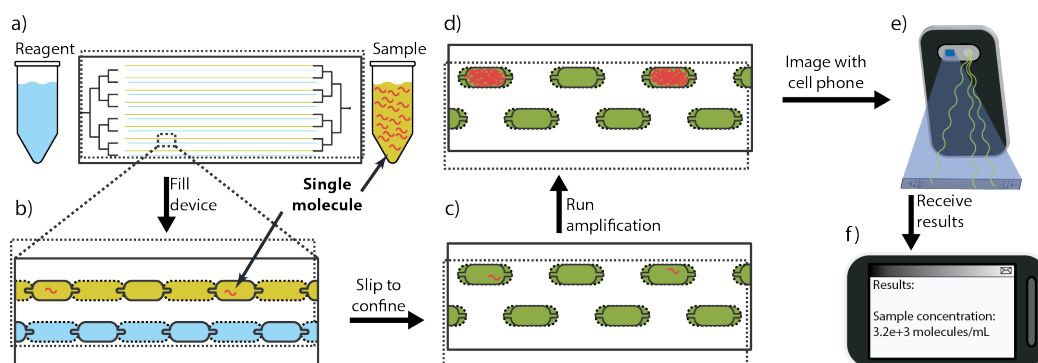 a)
Reagent
Sample
Single
molecule
Fill
device
b)
Slip to
confine
c)
Run
amplification
d)
Image with
cell phone
e)
Receive
results
f)
Results:
Sample concentration:
3.2e+3 molecules/mL